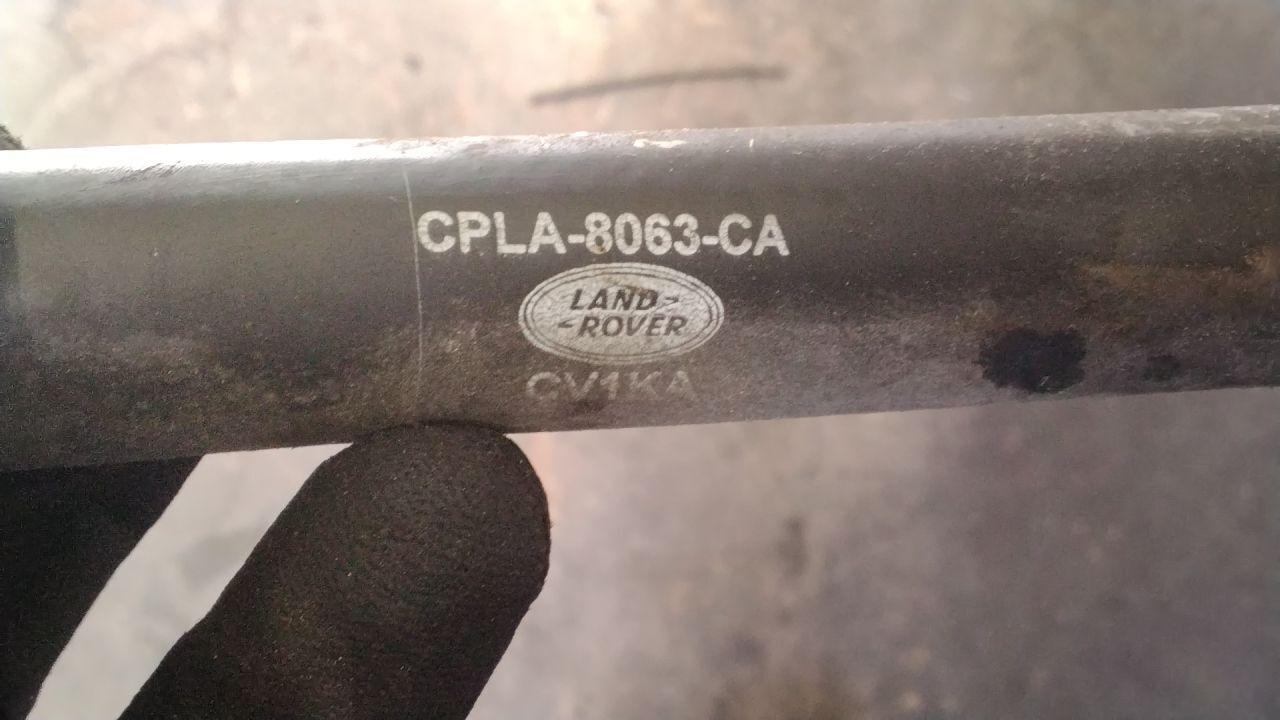 CPLA-8063-CA
LAND-
-ROVER
CV1KA